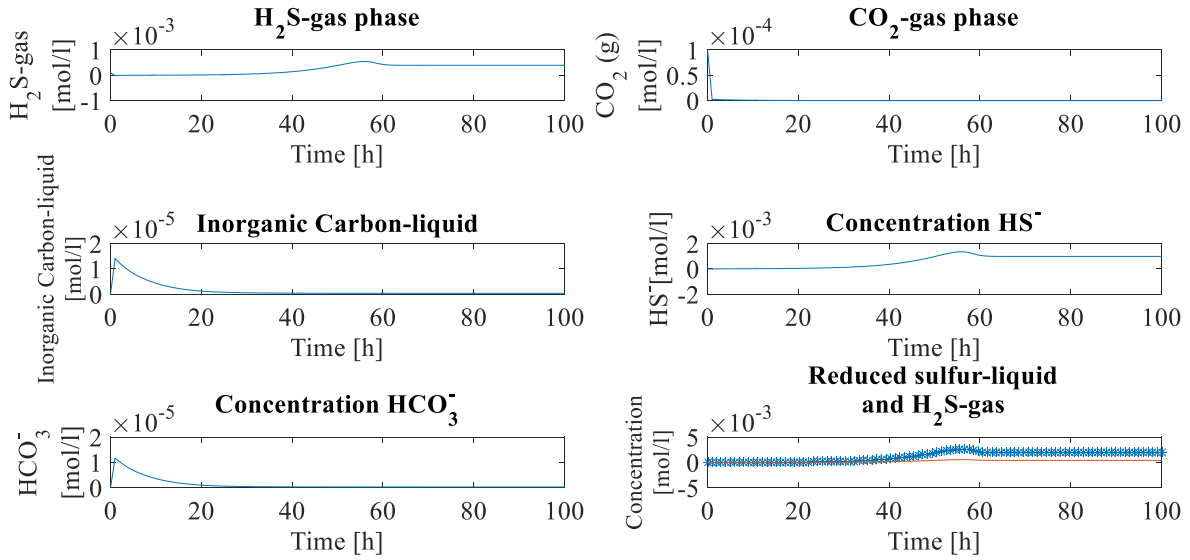 H₂S-gas phase
×10⁻³
H₂S-gas
[mol/l]
1
0
-1
0 20 40 60 80 100
Time [h]
CO₂-gas phase
×10⁻⁴
CO₂ (g)
[mol/l]
1
0.5
0
0 20 40 60 80 100
Time [h]
Inorganic Carbon-liquid
×10⁻⁵
Inorganic Carbon-liquid
[mol/l]
2
1
0
0 20 40 60 80 100
Time [h]
Concentration HS⁻
×10⁻³
HS⁻[mol/l]
2
0
-2
0 20 40 60 80 100
Time [h]
Concentration HCO₃⁻
×10⁻⁵
HCO₃⁻
[mol/l]
2
1
0
0 20 40 60 80 100
Time [h]
Reduced sulfur-liquid
and H₂S-gas
×10⁻³
Concentration
[mol/l]
5
0
-5
0 20 40 60 80 100
Time [h]